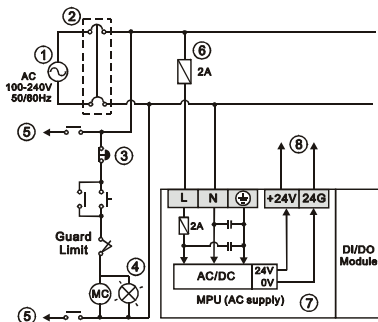 ②
①
AC
100-240V
50/60Hz
⑥
2A
⑤
③
⑧
L N +24V 24G
2A
Guard
Limit
DI/DO
Module
④
AC/DC
24V
0V
MC
MPU (AC supply)
⑦
⑤